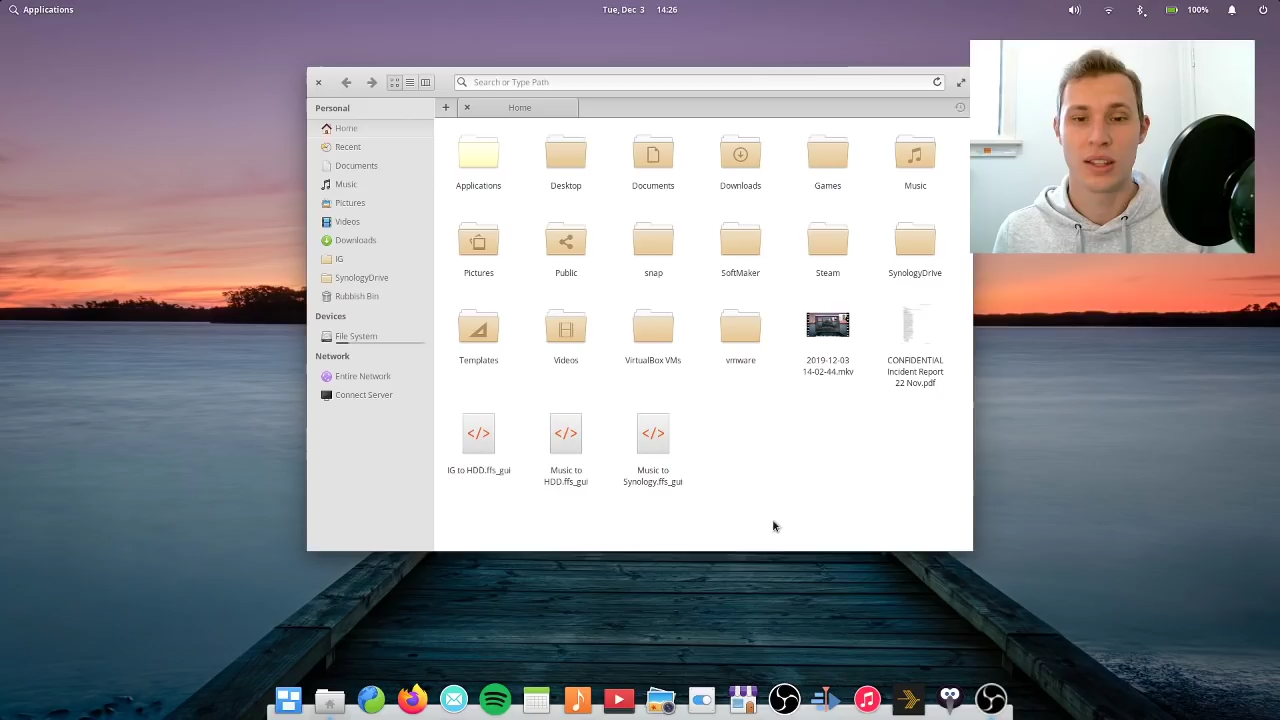 Applications
Tue, Dec 3 14:26
100%
Search or Type Path
Personal
Home
Home
Recent
Documents
Music
Pictures
Videos
Downloads
IG
SynologyDrive
Rubbish Bin
Devices
File System
Network
Entire Network
Connect Server
Applications
Desktop
Documents
Downloads
Games
Music
Pictures
Public
snap
SoftMaker
Steam
SynologyDrive
Templates
Videos
VirtualBox VMs
vmware
2019-12-03
14-02-44.mkv
CONFIDENTIAL
Incident Report
22 Nov.pdf
IG to HDD.ffs_gui
Music to
HDD.ffs_gui
Music to
Synology.ffs_gui